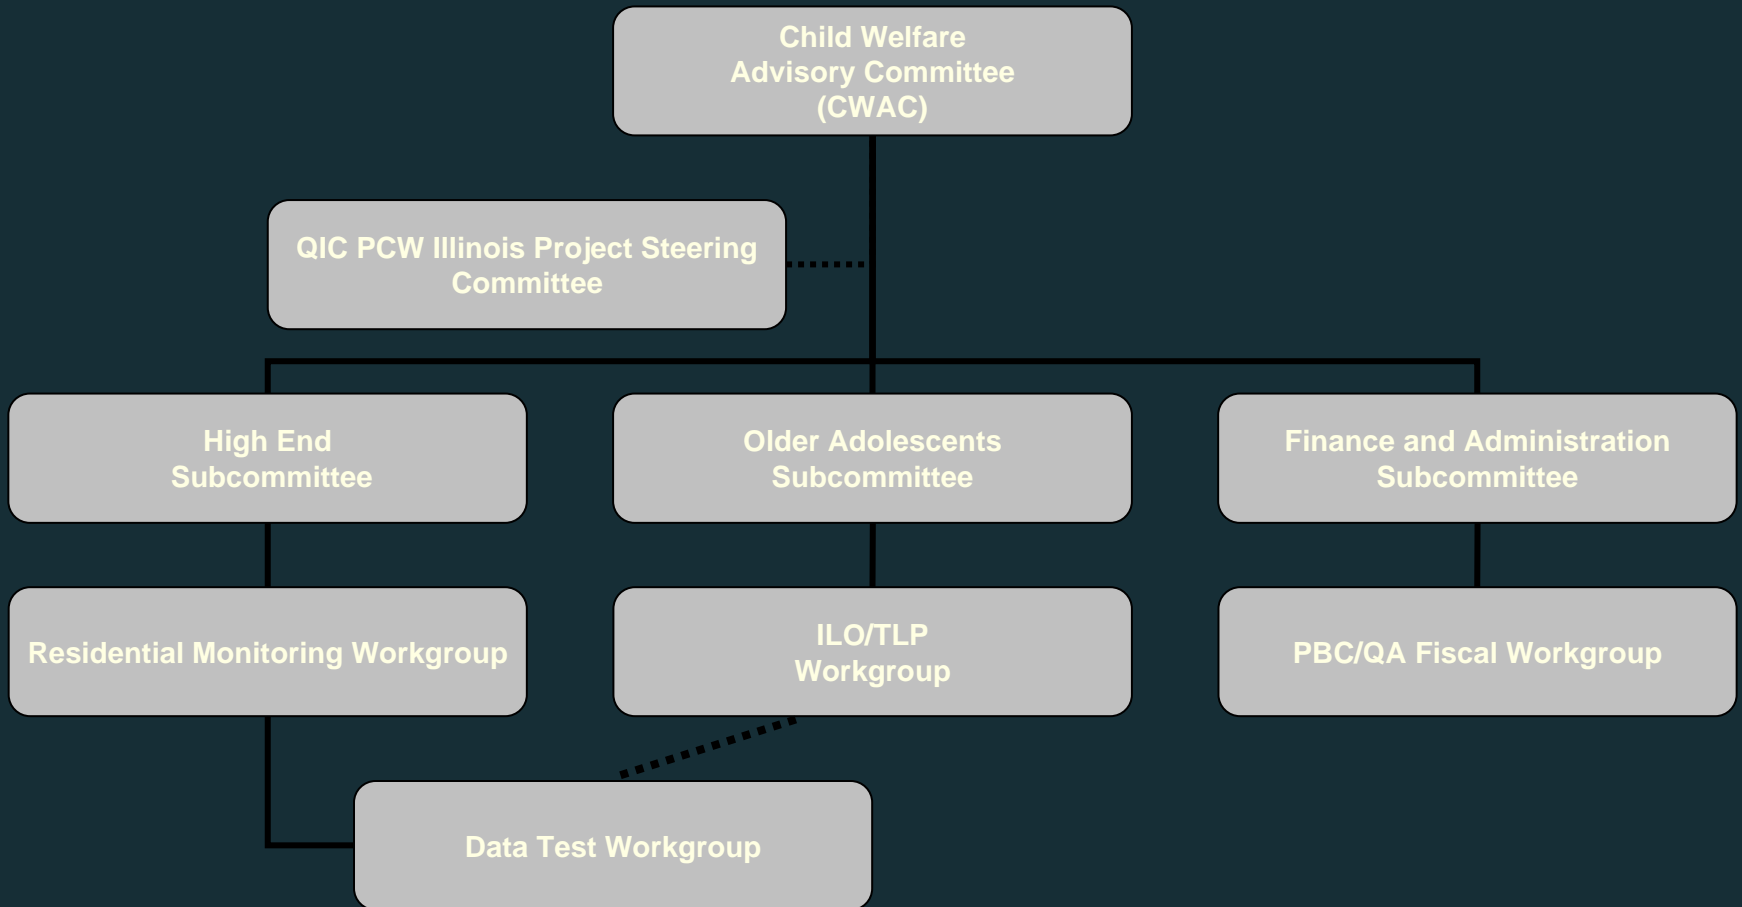 Child Welfare
Advisory Committee
(CWAC)
QIC PCW Illinois Project Steering
Committee
High End
Subcommittee
Older Adolescents
Subcommittee
Finance and Administration
Subcommittee
Residential Monitoring Workgroup
ILO/TLP
Workgroup
PBC/QA Fiscal Workgroup
Data Test Workgroup